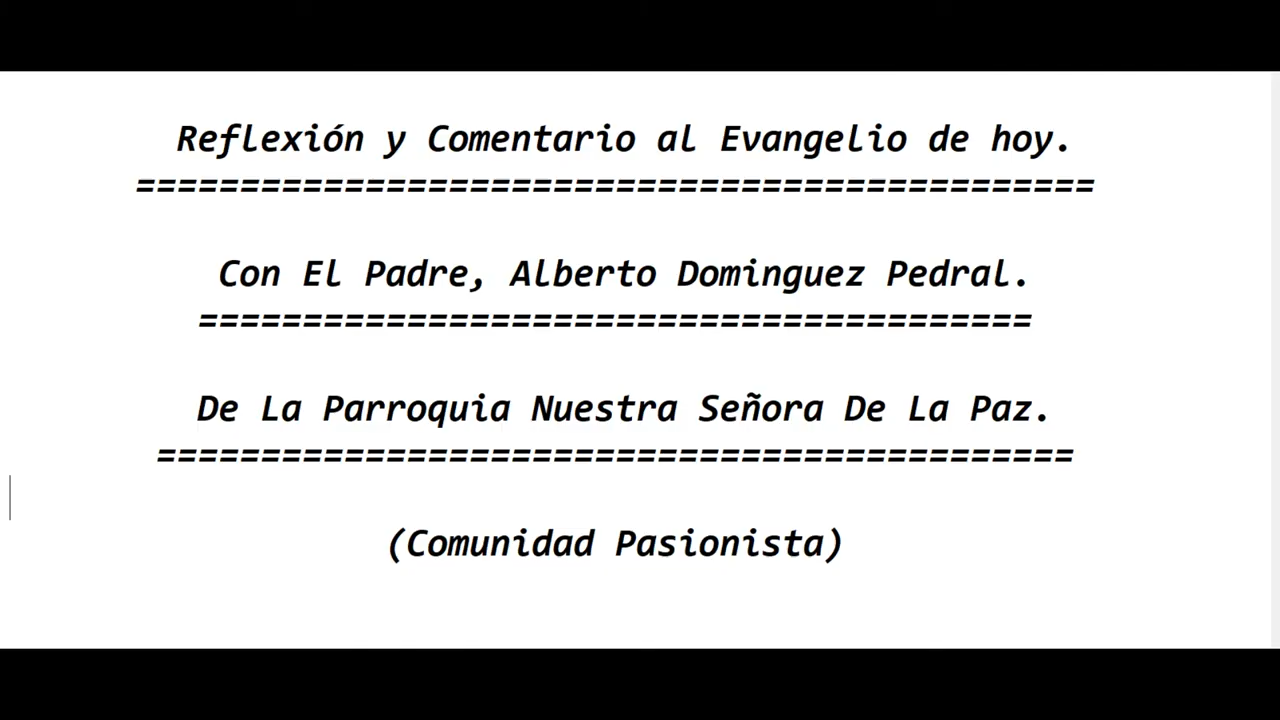 Reflexión y Comentario al Evangelio de hoy.
==============================================
Con El Padre, Alberto Dominguez Pedral.
========================================
De La Parroquia Nuestra Señora De La Paz.
============================================
(Comunidad Pasionista)